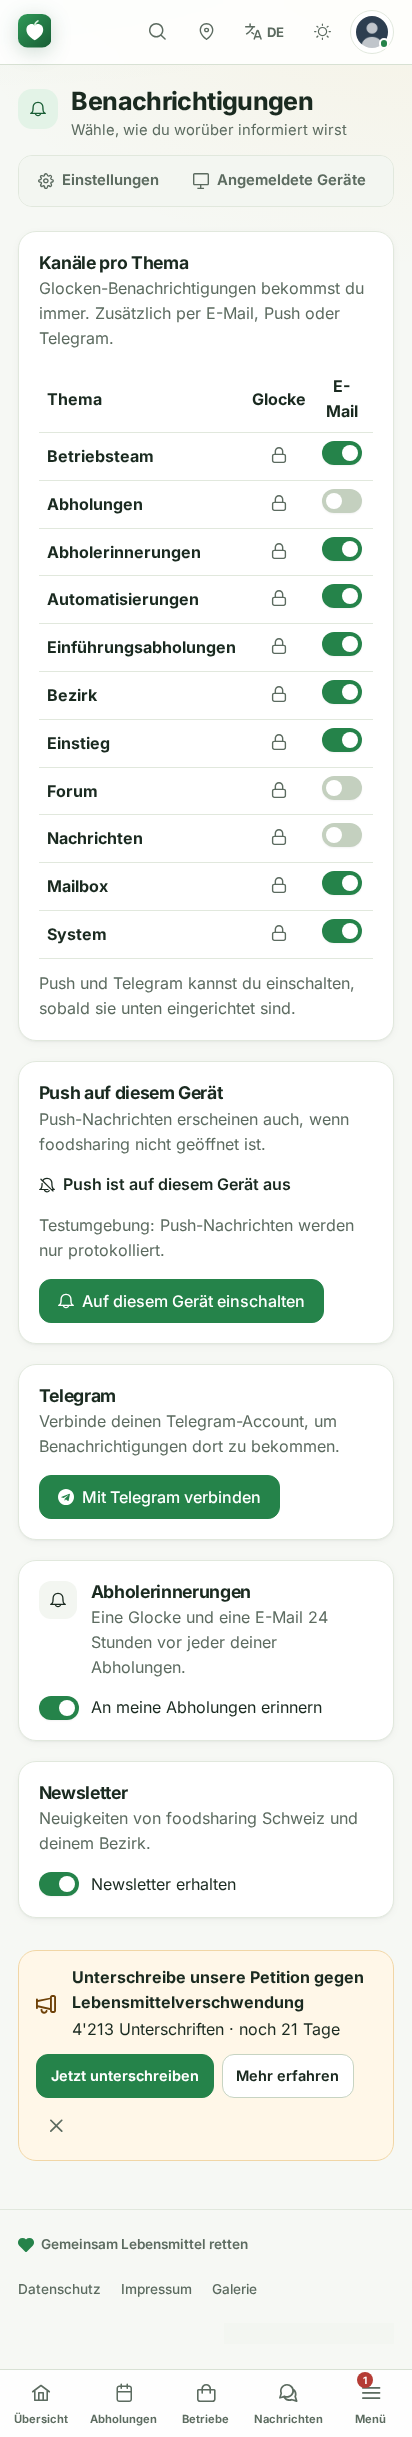 DE
Benachrichtigungen
Wähle, wie du worüber informiert wirst
Einstellungen
Angemeldete Geräte
Kanäle pro Thema
Glocken-Benachrichtigungen bekommst du
immer. Zusätzlich per E-Mail, Push oder
Telegram.
Thema Glocke E-
Mail
Betriebsteam
Abholungen
Abholerinnerungen
Automatisierungen
Einführungsabholungen
Bezirk
Einstieg
Forum
Nachrichten
Mailbox
System
Push und Telegram kannst du einschalten,
sobald sie unten eingerichtet sind.
Push auf diesem Gerät
Push-Nachrichten erscheinen auch, wenn
foodsharing nicht geöffnet ist.
Push ist auf diesem Gerät aus
Testumgebung: Push-Nachrichten werden
nur protokolliert.
Auf diesem Gerät einschalten
Telegram
Verbinde deinen Telegram-Account, um
Benachrichtigungen dort zu bekommen.
Mit Telegram verbinden
Abholerinnerungen
Eine Glocke und eine E-Mail 24
Stunden vor jeder deiner
Abholungen.
An meine Abholungen erinnern
Newsletter
Neuigkeiten von foodsharing Schweiz und
deinem Bezirk.
Newsletter erhalten
Unterschreibe unsere Petition gegen
Lebensmittelverschwendung
4'213 Unterschriften · noch 21 Tage
Jetzt unterschreiben
Mehr erfahren
Gemeinsam Lebensmittel retten
Datenschutz Impressum Galerie
1
Übersicht Abholungen Betriebe Nachrichten Menü